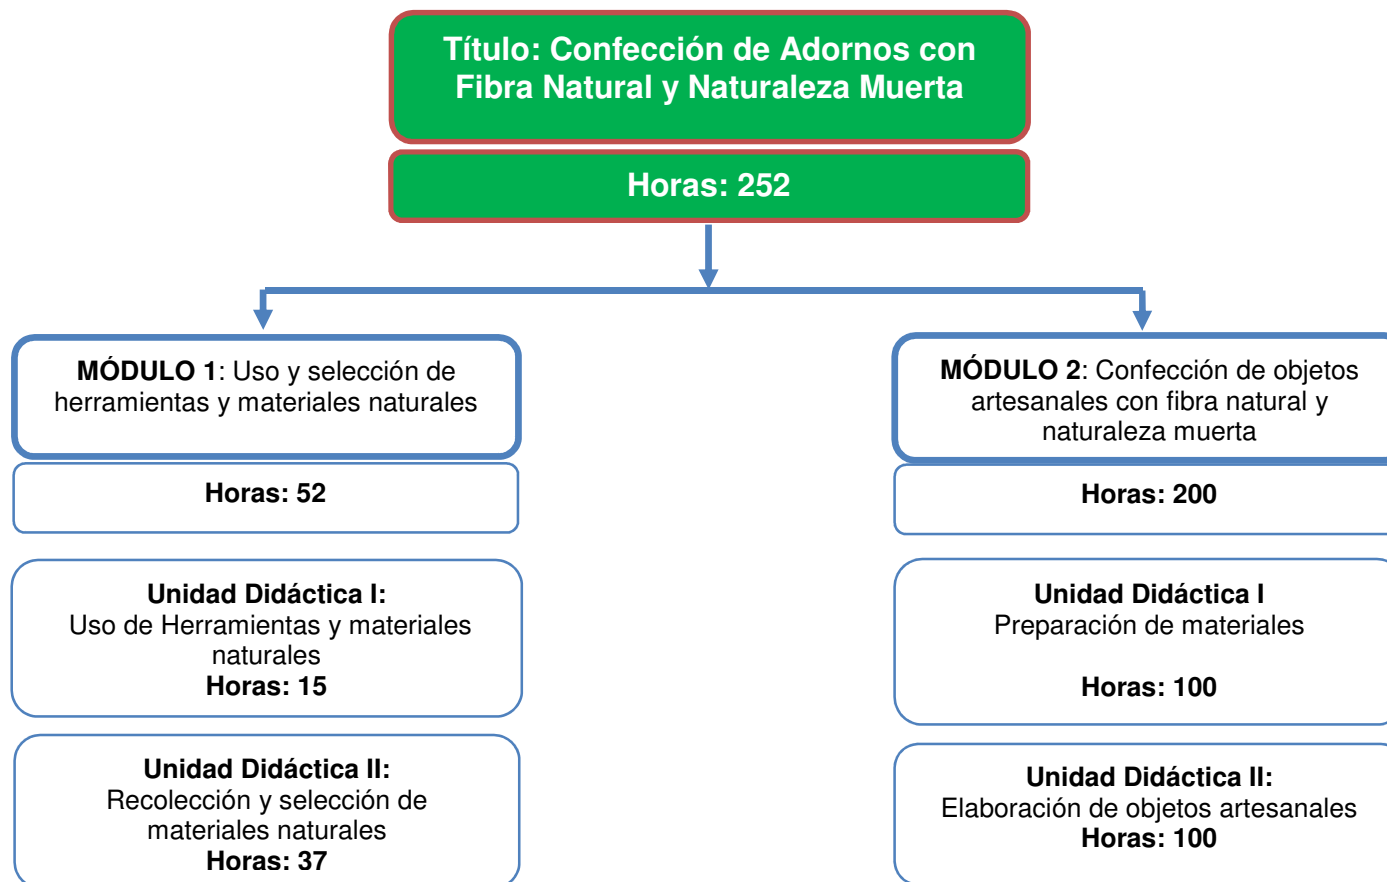 Título: Confección de Adornos con
Fibra Natural y Naturaleza Muerta
Horas: 252
MÓDULO 1: Uso y selección de
herramientas y materiales naturales
Horas: 52
Unidad Didáctica I:
Uso de Herramientas y materiales
naturales
Horas: 15
Unidad Didáctica II:
Recolección y selección de
materiales naturales
Horas: 37
MÓDULO 2: Confección de objetos
artesanales con fibra natural y
naturaleza muerta
Horas: 200
Unidad Didáctica I
Preparación de materiales
Horas: 100
Unidad Didáctica II:
Elaboración de objetos artesanales
Horas: 100